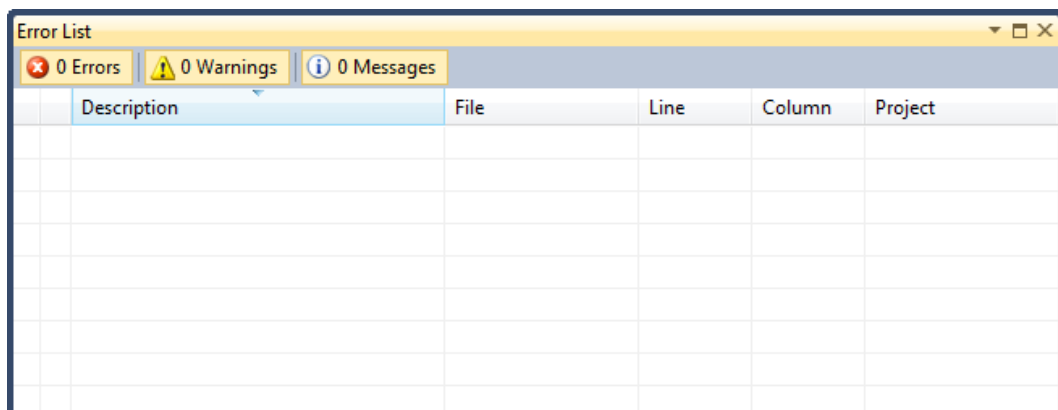 Error List
0 Errors 0 Warnings 0 Messages
Description File Line Column Project